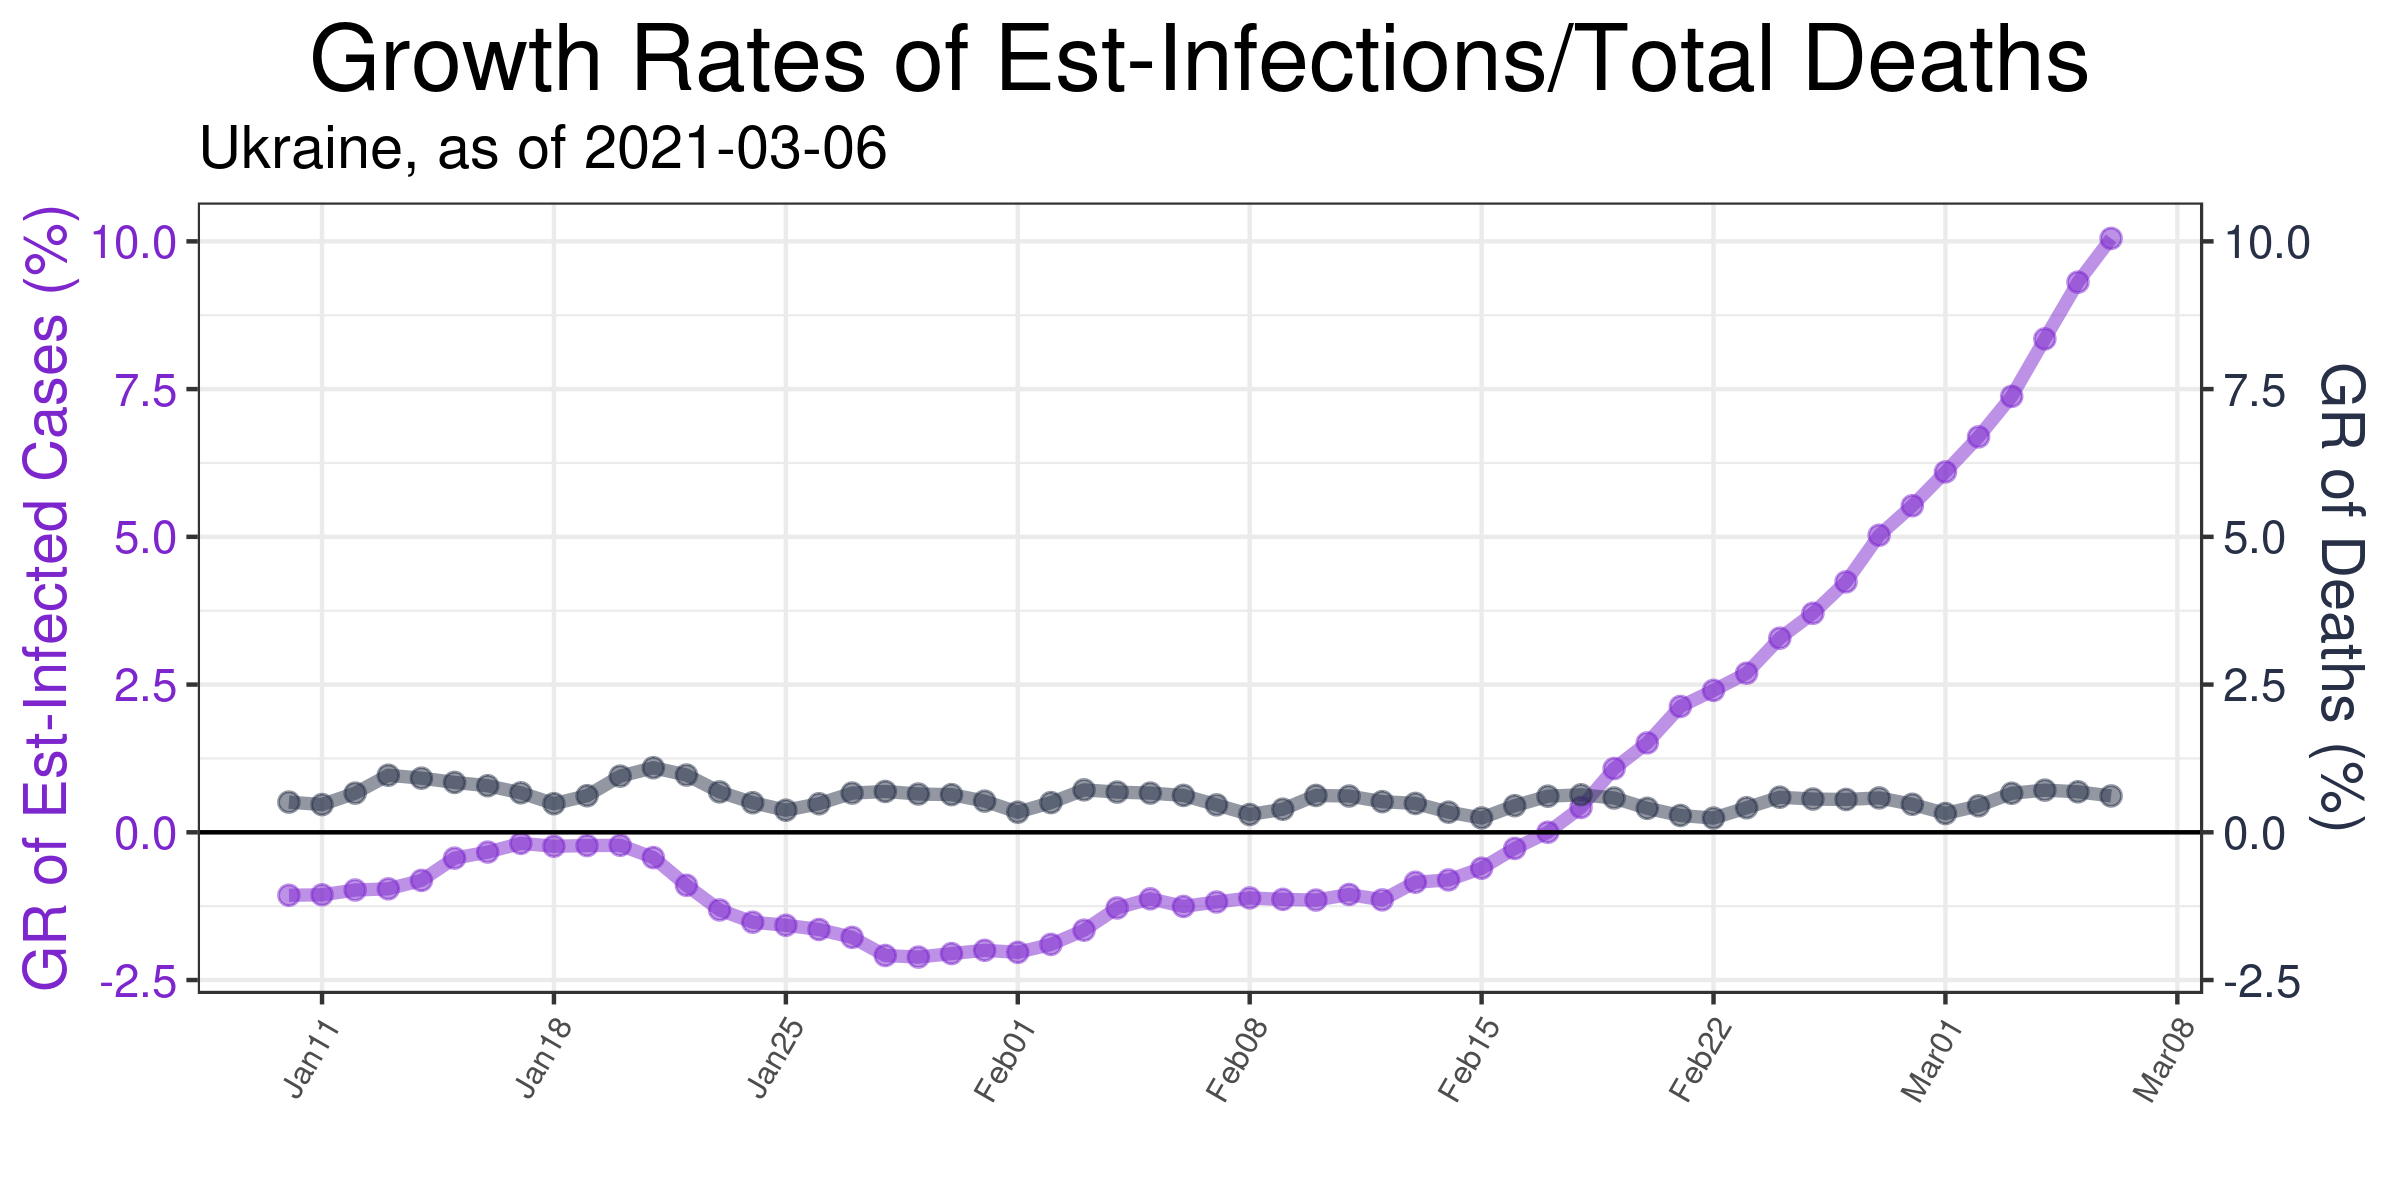 Growth Rates of Est-Infections/Total Deaths
Ukraine, as of 2021-03-06
GR of Est-Infected Cases (%)
10.0
7.5
5.0
2.5
0.0
-2.5
10.0
7.5
5.0
2.5
0.0
-2.5
GR of Deaths (%)
Jan11
Jan18
Jan25
Feb01
Feb08
Feb15
Feb22
Mar01
Mar08